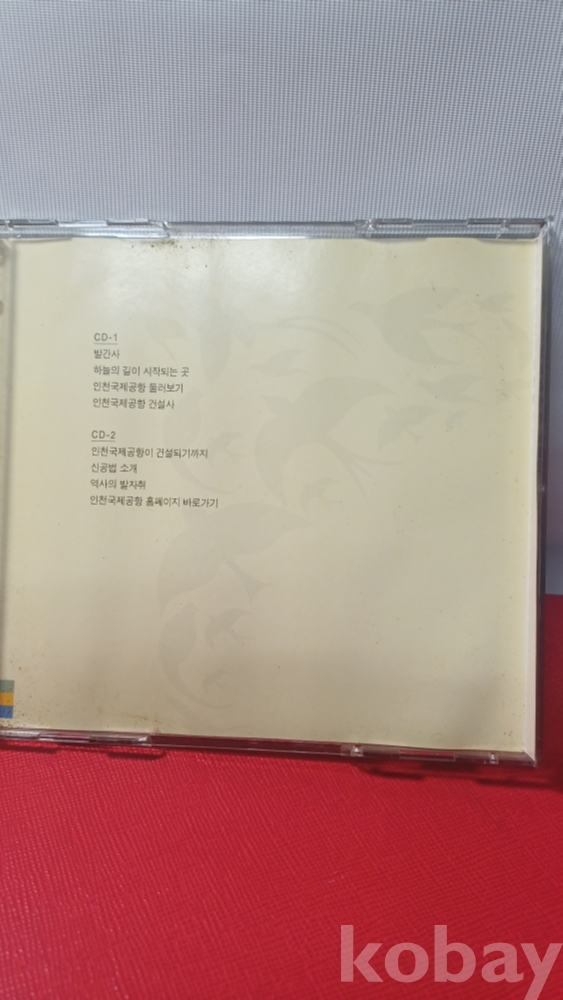 CD-1
발간사
하늘의 길이 시작되는 곳
인천국제공항 둘러보기
인천국제공항 건설사
CD-2
인천국제공항이 건설되기까지
신공법 소개
역사의 발자취
인천국제공항 홈페이지 바로가기
kobay